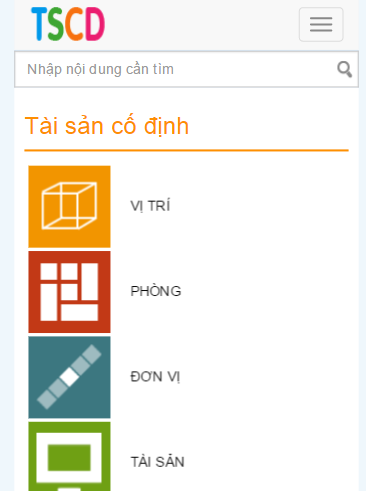 TSCD
Nhập nội dung cần tìm
Tài sản cố định
VỊ TRÍ
PHÒNG
ĐƠN VỊ
TÀI SẢN